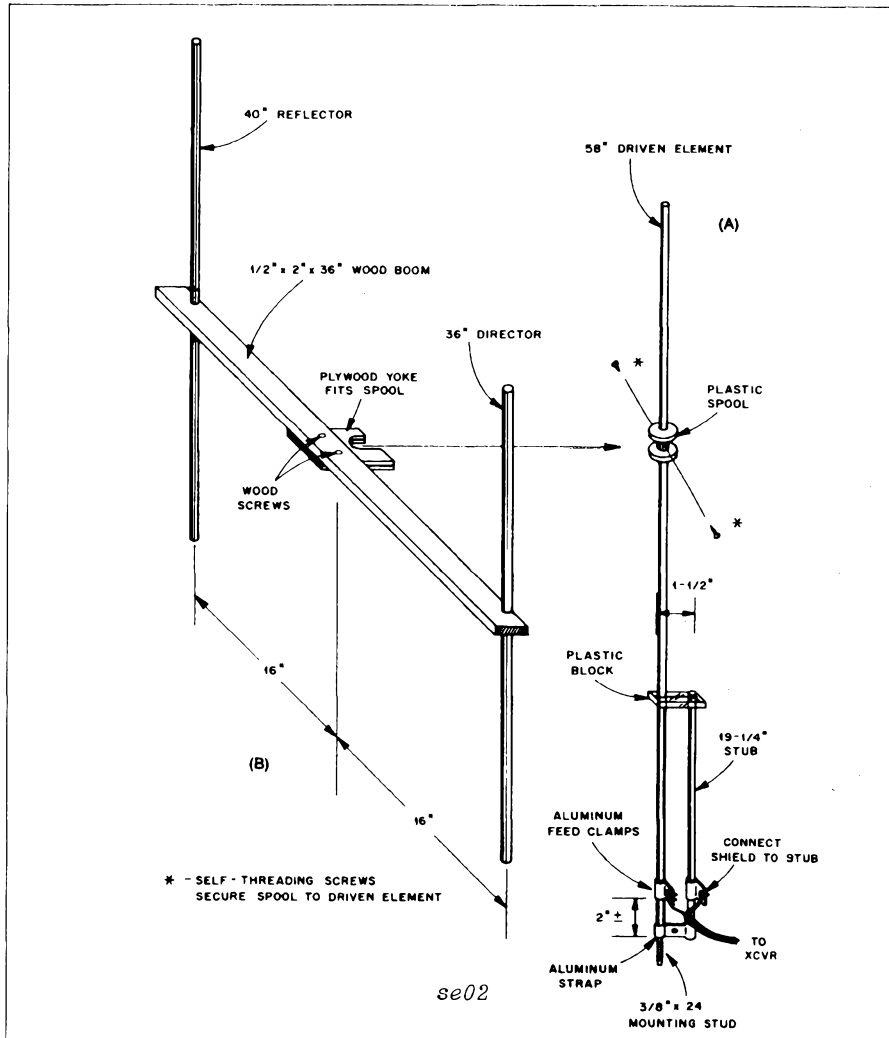 40" REFLECTOR
58" DRIVEN ELEMENT
(A)
1/2" x 2" x 36" WOOD BOOM
36" DIRECTOR
PLYWOOD YOKE
FITS SPOOL
*
PLASTIC
SPOOL
WOOD
SCREWS
*
1-1/2"
PLASTIC
BLOCK
16"
19-1/4"
STUB
(B)
ALUMINUM
FEED CLAMPS
16"
CONNECT
SHIELD TO 9TUB
* - SELF-THREADING SCREWS
SECURE SPOOL TO DRIVEN ELEMENT
2" ±
TO
XCVR
ALUMINUM
STRAP
se02
3/8" x 24
MOUNTING STUD